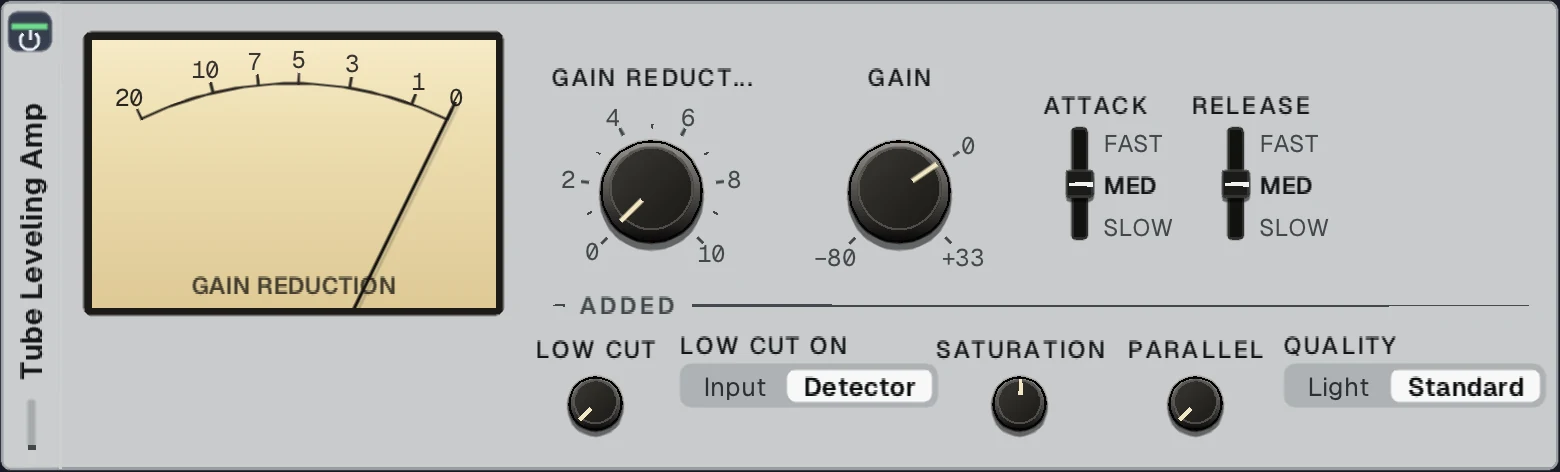 Tube Leveling Amp
20 10 7 5 3 1 0
GAIN REDUCTION
GAIN REDUCT...
0 2 4 6 8 10
GAIN
-80 0 +33
ATTACK
FAST
MED
SLOW
RELEASE
FAST
MED
SLOW
ADDED
LOW CUT
LOW CUT ON
Input Detector
SATURATION
PARALLEL
QUALITY
Light Standard